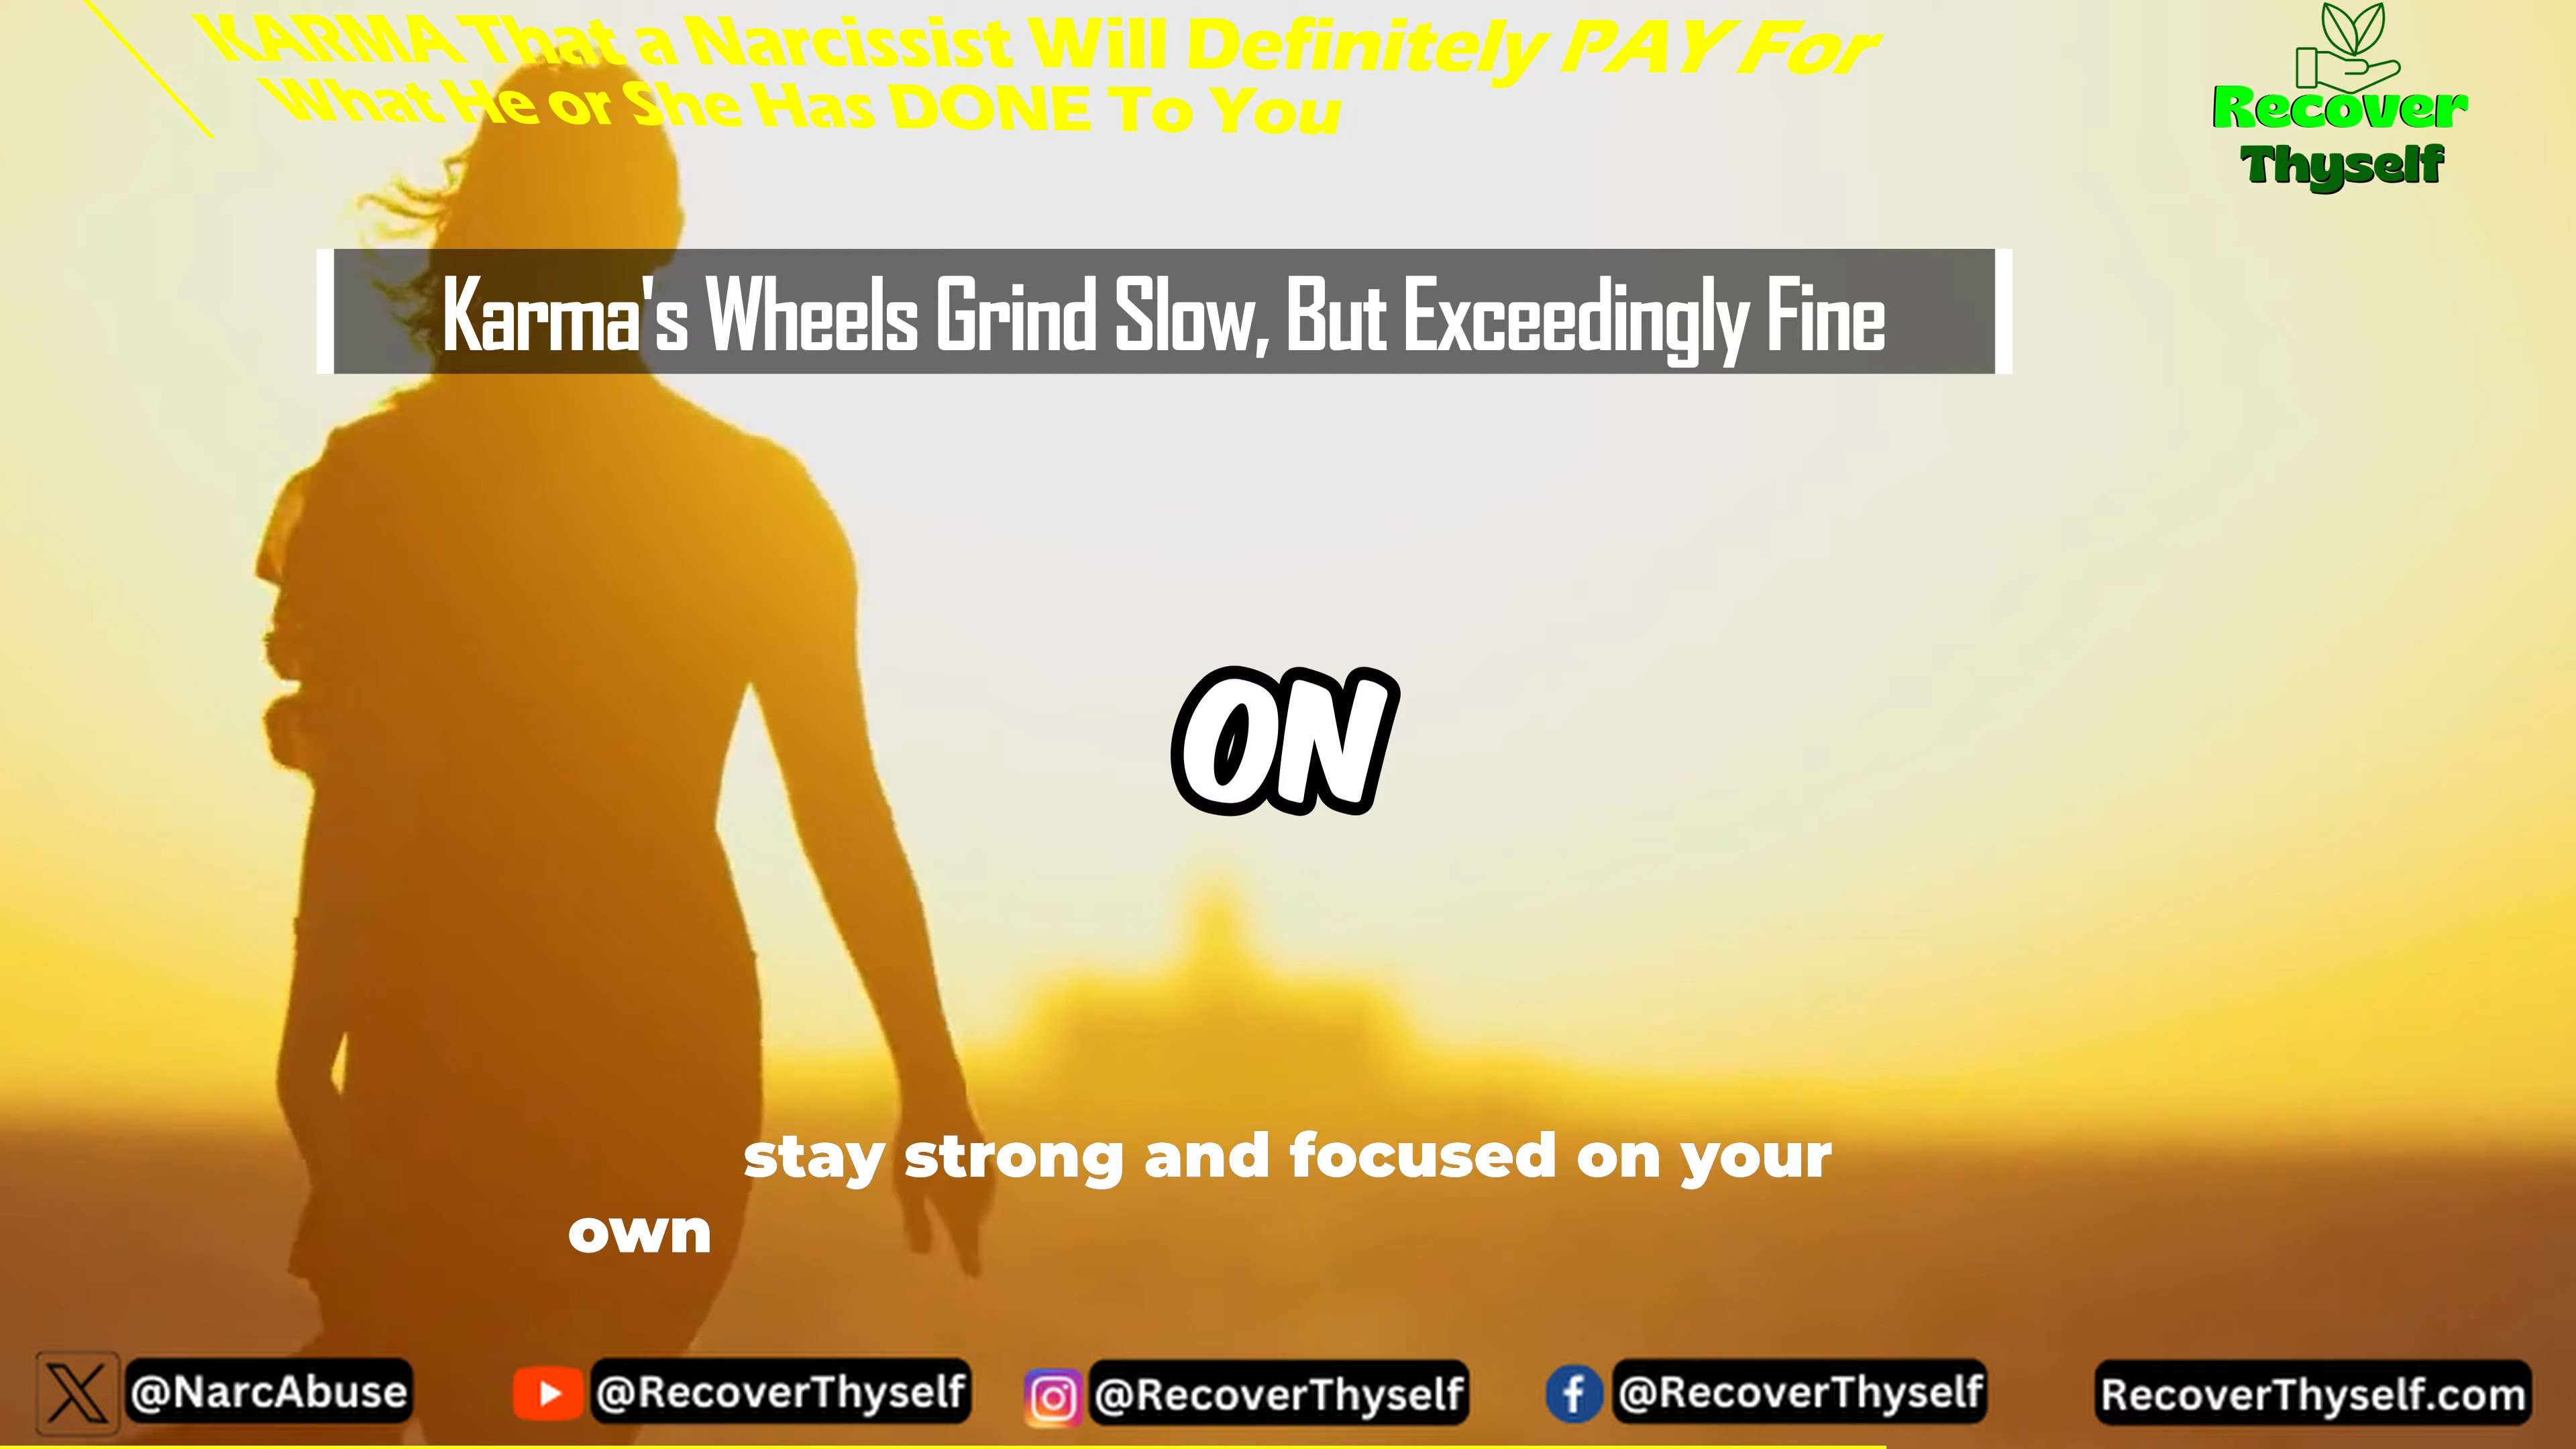 KARMA That a Narcissist Will Definitely PAY For
What He or She Has DONE To You
Recover
Thyself
Karma's Wheels Grind Slow, But Exceedingly Fine
ON
stay strong and focused on your
own
@NarcAbuse
@RecoverThyself
@RecoverThyself
@RecoverThyself
RecoverThyself.com